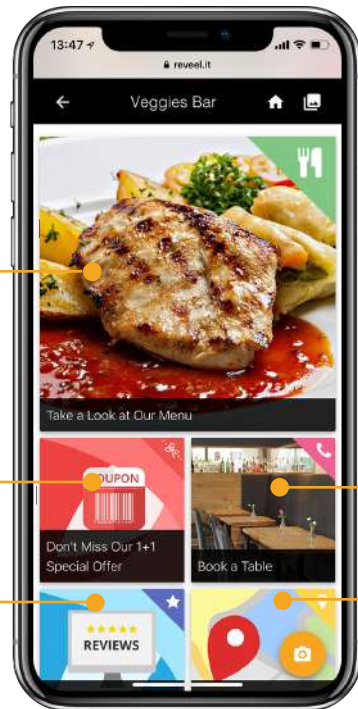 13:47
reveel.it
Veggies Bar
Take a Look at Our Menu
COUPON
Don't Miss Our 1+1
Special Offer
Book a Table
REVIEWS